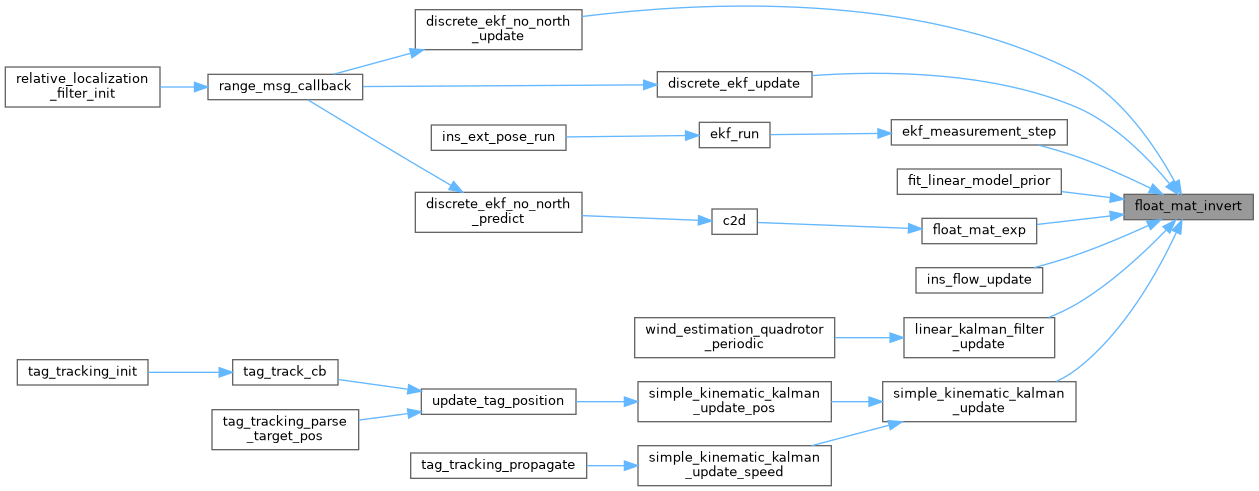 discrete_ekf_no_north
_update
relative_localization
_filter_init
range_msg_callback
discrete_ekf_update
ins_ext_pose_run
ekf_run
ekf_measurement_step
fit_linear_model_prior
float_mat_invert
discrete_ekf_no_north
_predict
c2d
float_mat_exp
ins_flow_update
wind_estimation_quadrotor
_periodic
linear_kalman_filter
_update
tag_tracking_init
tag_track_cb
update_tag_position
simple_kinematic_kalman
_update_pos
simple_kinematic_kalman
_update
tag_tracking_parse
_target_pos
tag_tracking_propagate
simple_kinematic_kalman
_update_speed